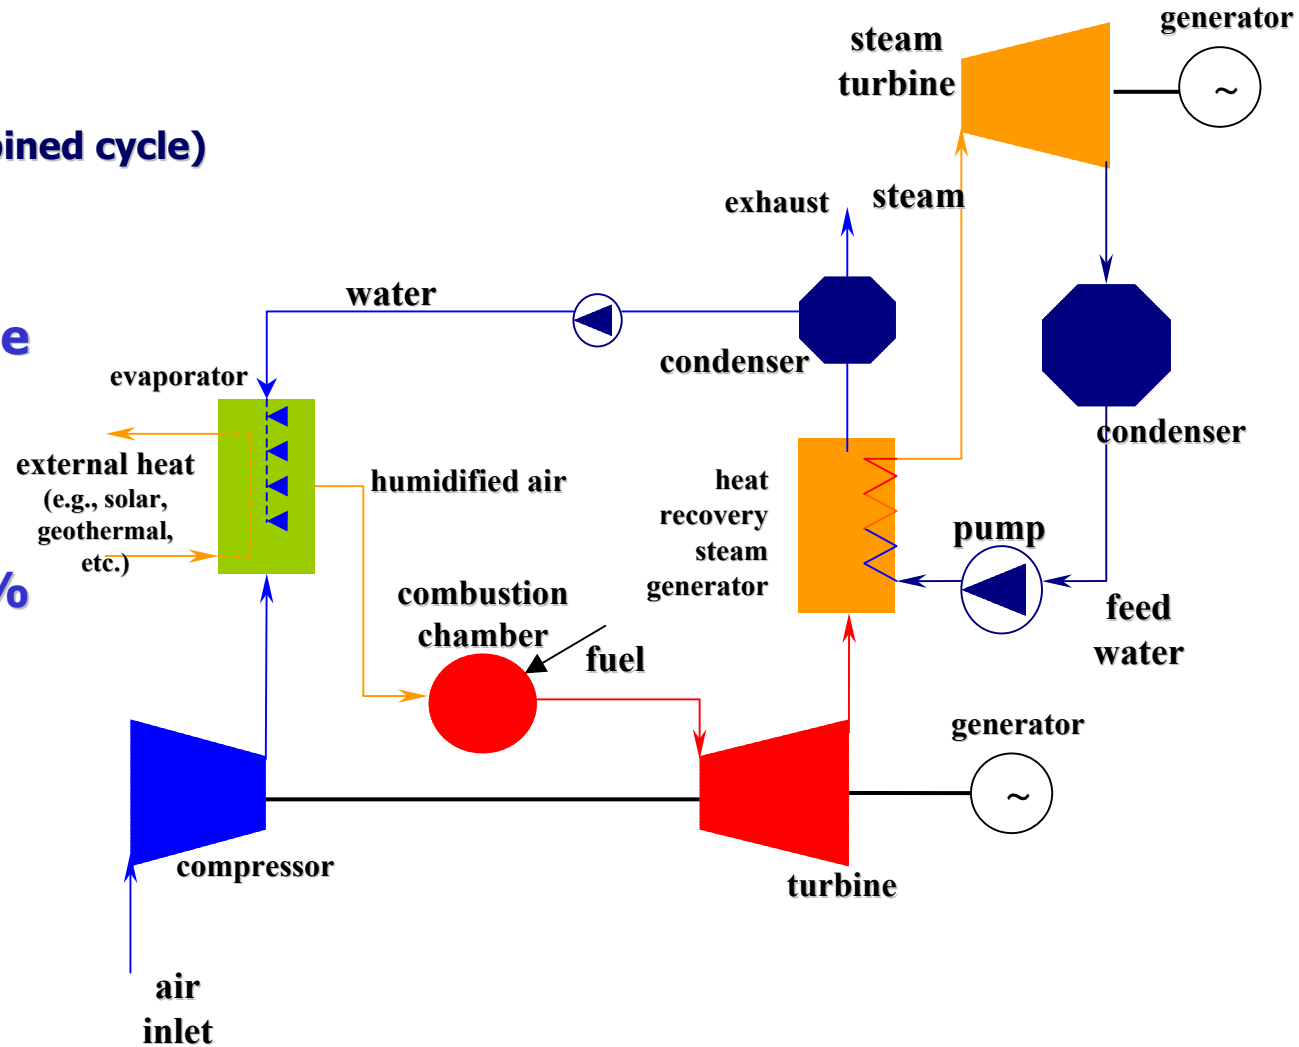 generator
steam
turbine
~
bined cycle)
exhaust
steam
water
e
condenser
evaporator
condenser
external heat
(e.g., solar,
geothermal,
etc.)
humidified air
heat
recovery
steam
generator
pump
%
combustion
chamber
fuel
feed
water
generator
~
compressor
turbine
air
inlet